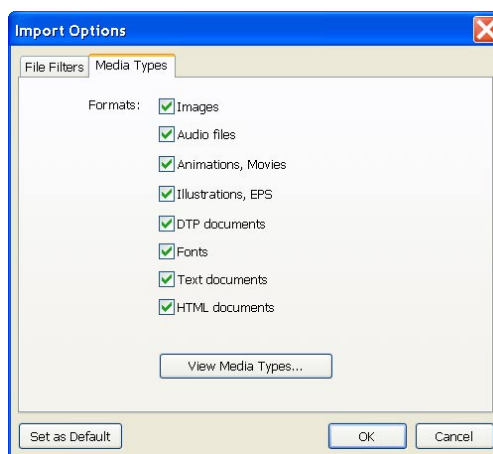 Import Options
File Filters Media Types
Formats: Images
Audio files
Animations, Movies
Illustrations, EPS
DTP documents
Fonts
Text documents
HTML documents
View Media Types...
Set as Default OK Cancel